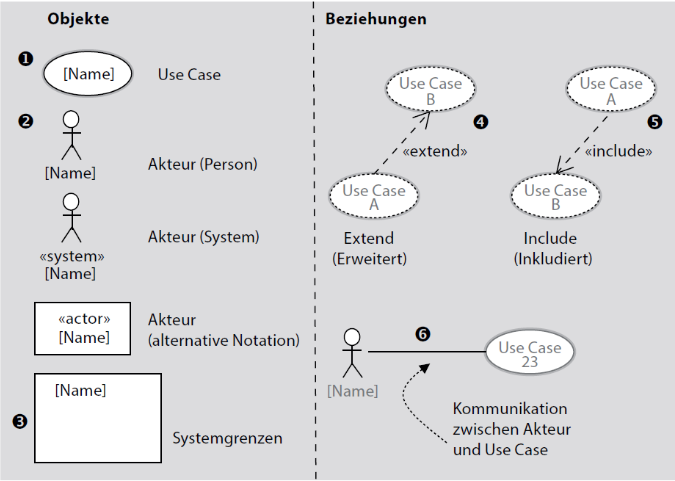 Objekte
❶
[Name]
Use Case
❷
[Name]
Akteur (Person)
«system»
[Name]
Akteur (System)
«actor»
[Name]
Akteur
(alternative Notation)
❸
[Name]
Systemgrenzen
Beziehungen
Use Case
B
❹
«extend»
Use Case
A
Extend
(Erweitert)
Use Case
A
❺
«include»
Use Case
B
Include
(Inkludiert)
❻
[Name]
Use Case
23
Kommunikation
zwischen Akteur
und Use Case